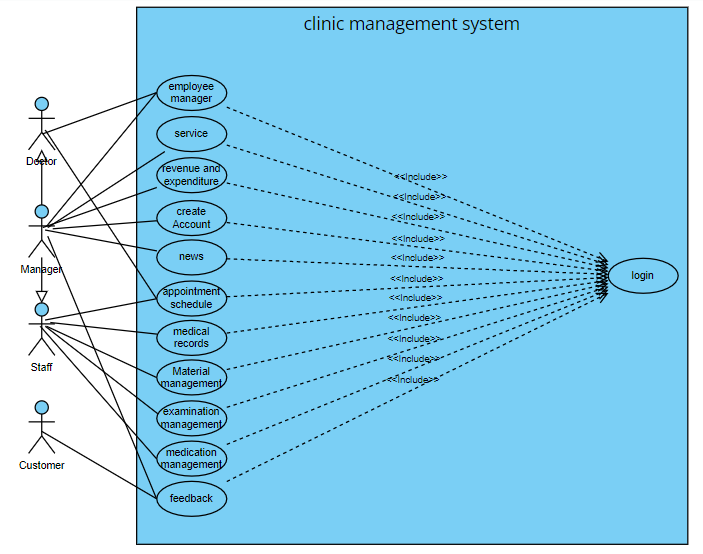 clinic management system
employee
manager
service
revenue and
expenditure
create
Account
news
appointment
schedule
medical
records
Material
management
examination
management
medication
management
feedback
Doctor
Manager
Staff
Customer
<<Include>>
<<Include>>
<<Include>>
<<Include>>
<<Include>>
<<Include>>
<<Include>>
<<Include>>
<<Include>>
<<Include>>
<<Include>>
login